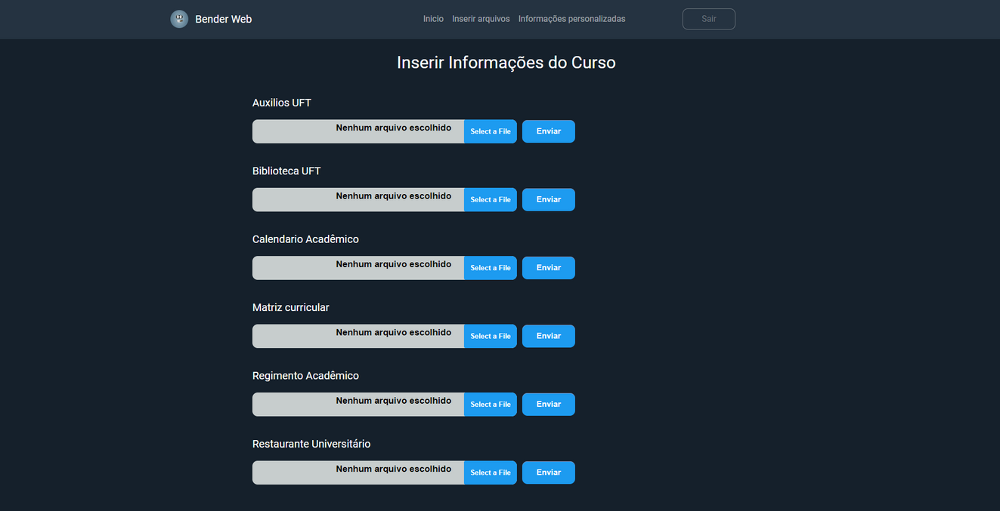 Bender Web Inicio Inserir arquivos Informações personalizadas Sair
Inserir Informações do Curso
Auxilios UFT
Nenhum arquivo escolhido Select a File Enviar
Biblioteca UFT
Nenhum arquivo escolhido Select a File Enviar
Calendario Acadêmico
Nenhum arquivo escolhido Select a File Enviar
Matriz curricular
Nenhum arquivo escolhido Select a File Enviar
Regimento Acadêmico
Nenhum arquivo escolhido Select a File Enviar
Restaurante Universitário
Nenhum arquivo escolhido Select a File Enviar